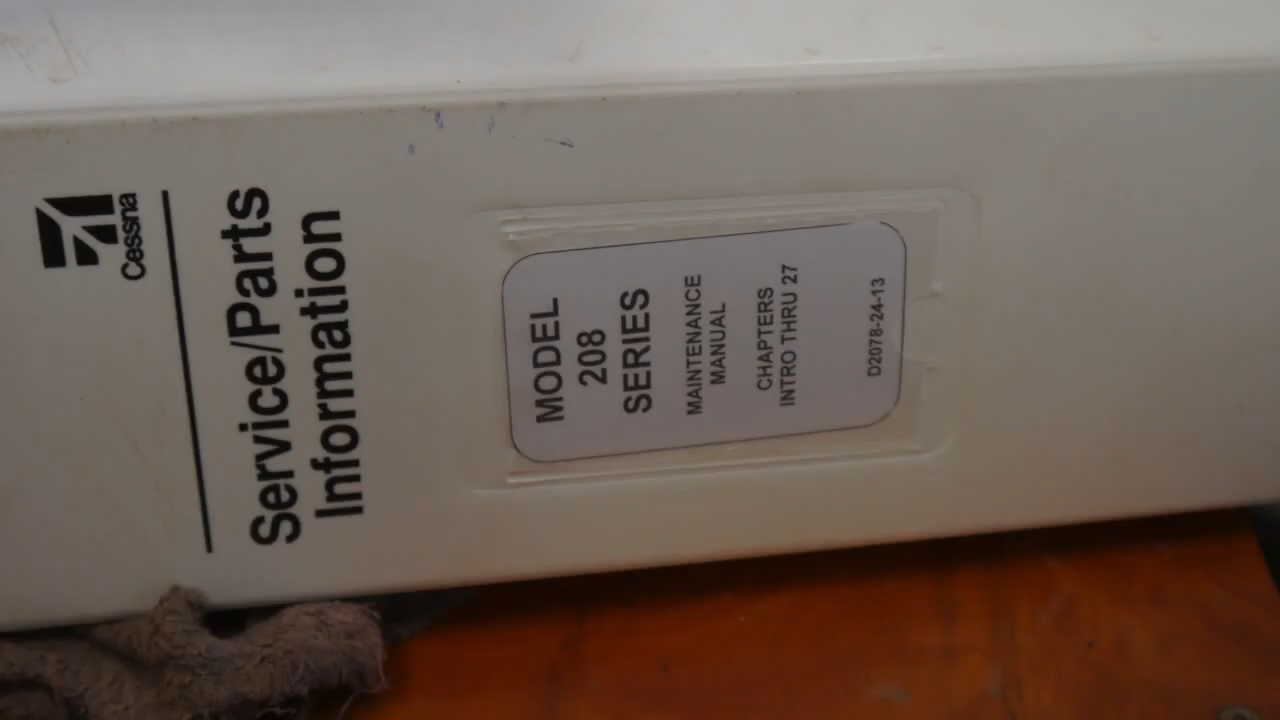 Cessna
Service/Parts
Information
MODEL
208
SERIES
MAINTENANCE
MANUAL
CHAPTERS
INTRO THRU 27
D2078-24-13